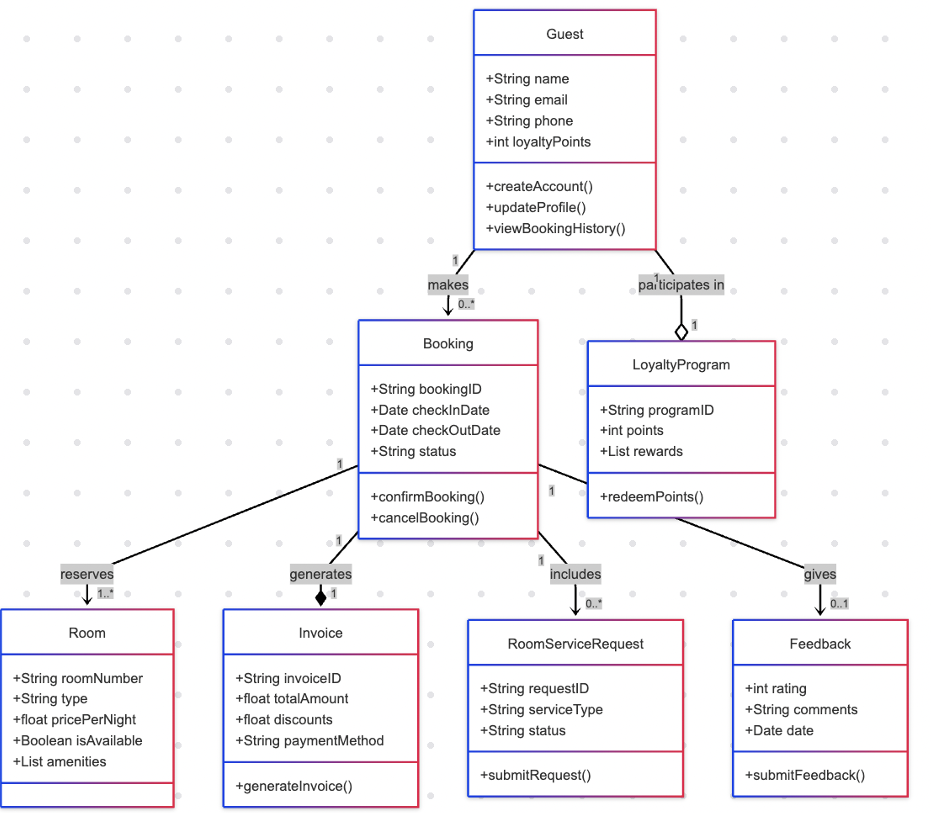 Guest
+String name
+String email
+String phone
+int loyaltyPoints
+createAccount()
+updateProfile()
+viewBookingHistory()
1
makes
0..*
1
participates in
1
Booking
+String bookingID
+Date checkInDate
+Date checkOutDate
+String status
+confirmBooking()
+cancelBooking()
LoyaltyProgram
+String programID
+int points
+List rewards
+redeemPoints()
1
reserves
1..*
1
generates
1
1
includes
0..*
1
gives
0..1
Room
+String roomNumber
+String type
+float pricePerNight
+Boolean isAvailable
+List amenities
Invoice
+String invoiceID
+float totalAmount
+float discounts
+String paymentMethod
+generateInvoice()
RoomServiceRequest
+String requestID
+String serviceType
+String status
+submitRequest()
Feedback
+int rating
+String comments
+Date date
+submitFeedback()